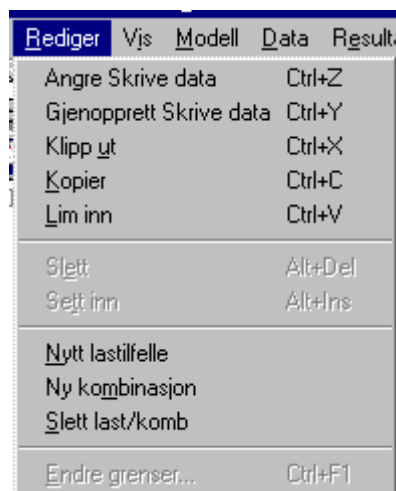 Rediger Vis Modell Data Resulta
Angre Skrive data Ctrl+Z
Gjenopprett Skrive data Ctrl+Y
Klipp ut Ctrl+X
Kopier Ctrl+C
Lim inn Ctrl+V
Slett Alt+Del
Sett inn Alt+Ins
Nytt lastilfelle
Ny kombinasjon
Slett last/komb
Endre grenser... Ctrl+F1